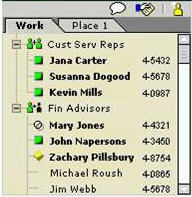 Work Place 1
Cust Serv Reps
Jana Carter 4-5432
Susanna Dogood 4-5678
Kevin Mills 4-0987
Fin Advisors
Mary Jones 4-4321
John Napersons 4-3450
Zachary Pillsbury 4-8754
Michael Roush 4-0865
Jim Webb 4-5678